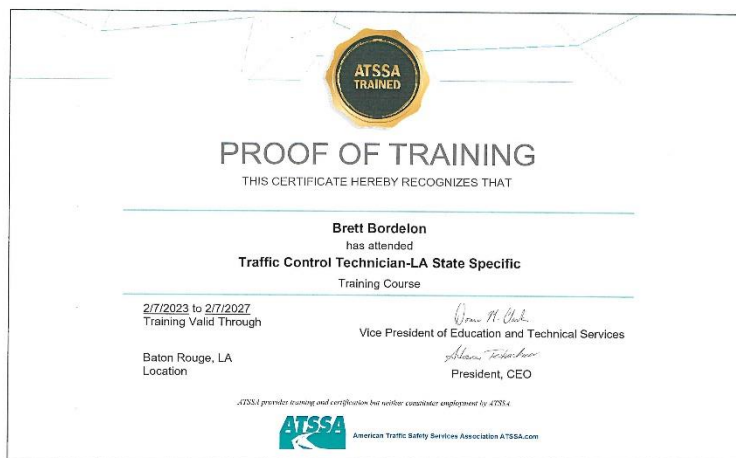 ATSSA
TRAINED
PROOF OF TRAINING
THIS CERTIFICATE HEREBY RECOGNIZES THAT
Brett Bordelon
has attended
Traffic Control Technician-LA State Specific
Training Course
2/7/2023 to 2/7/2027
Training Valid Through
Vice President of Education and Technical Services
Baton Rouge, LA
Location
President, CEO
ATSSA provides training and certification but neither constitutes employment by ATSSA.
ATSSA
American Traffic Safety Services Association ATSSA.com